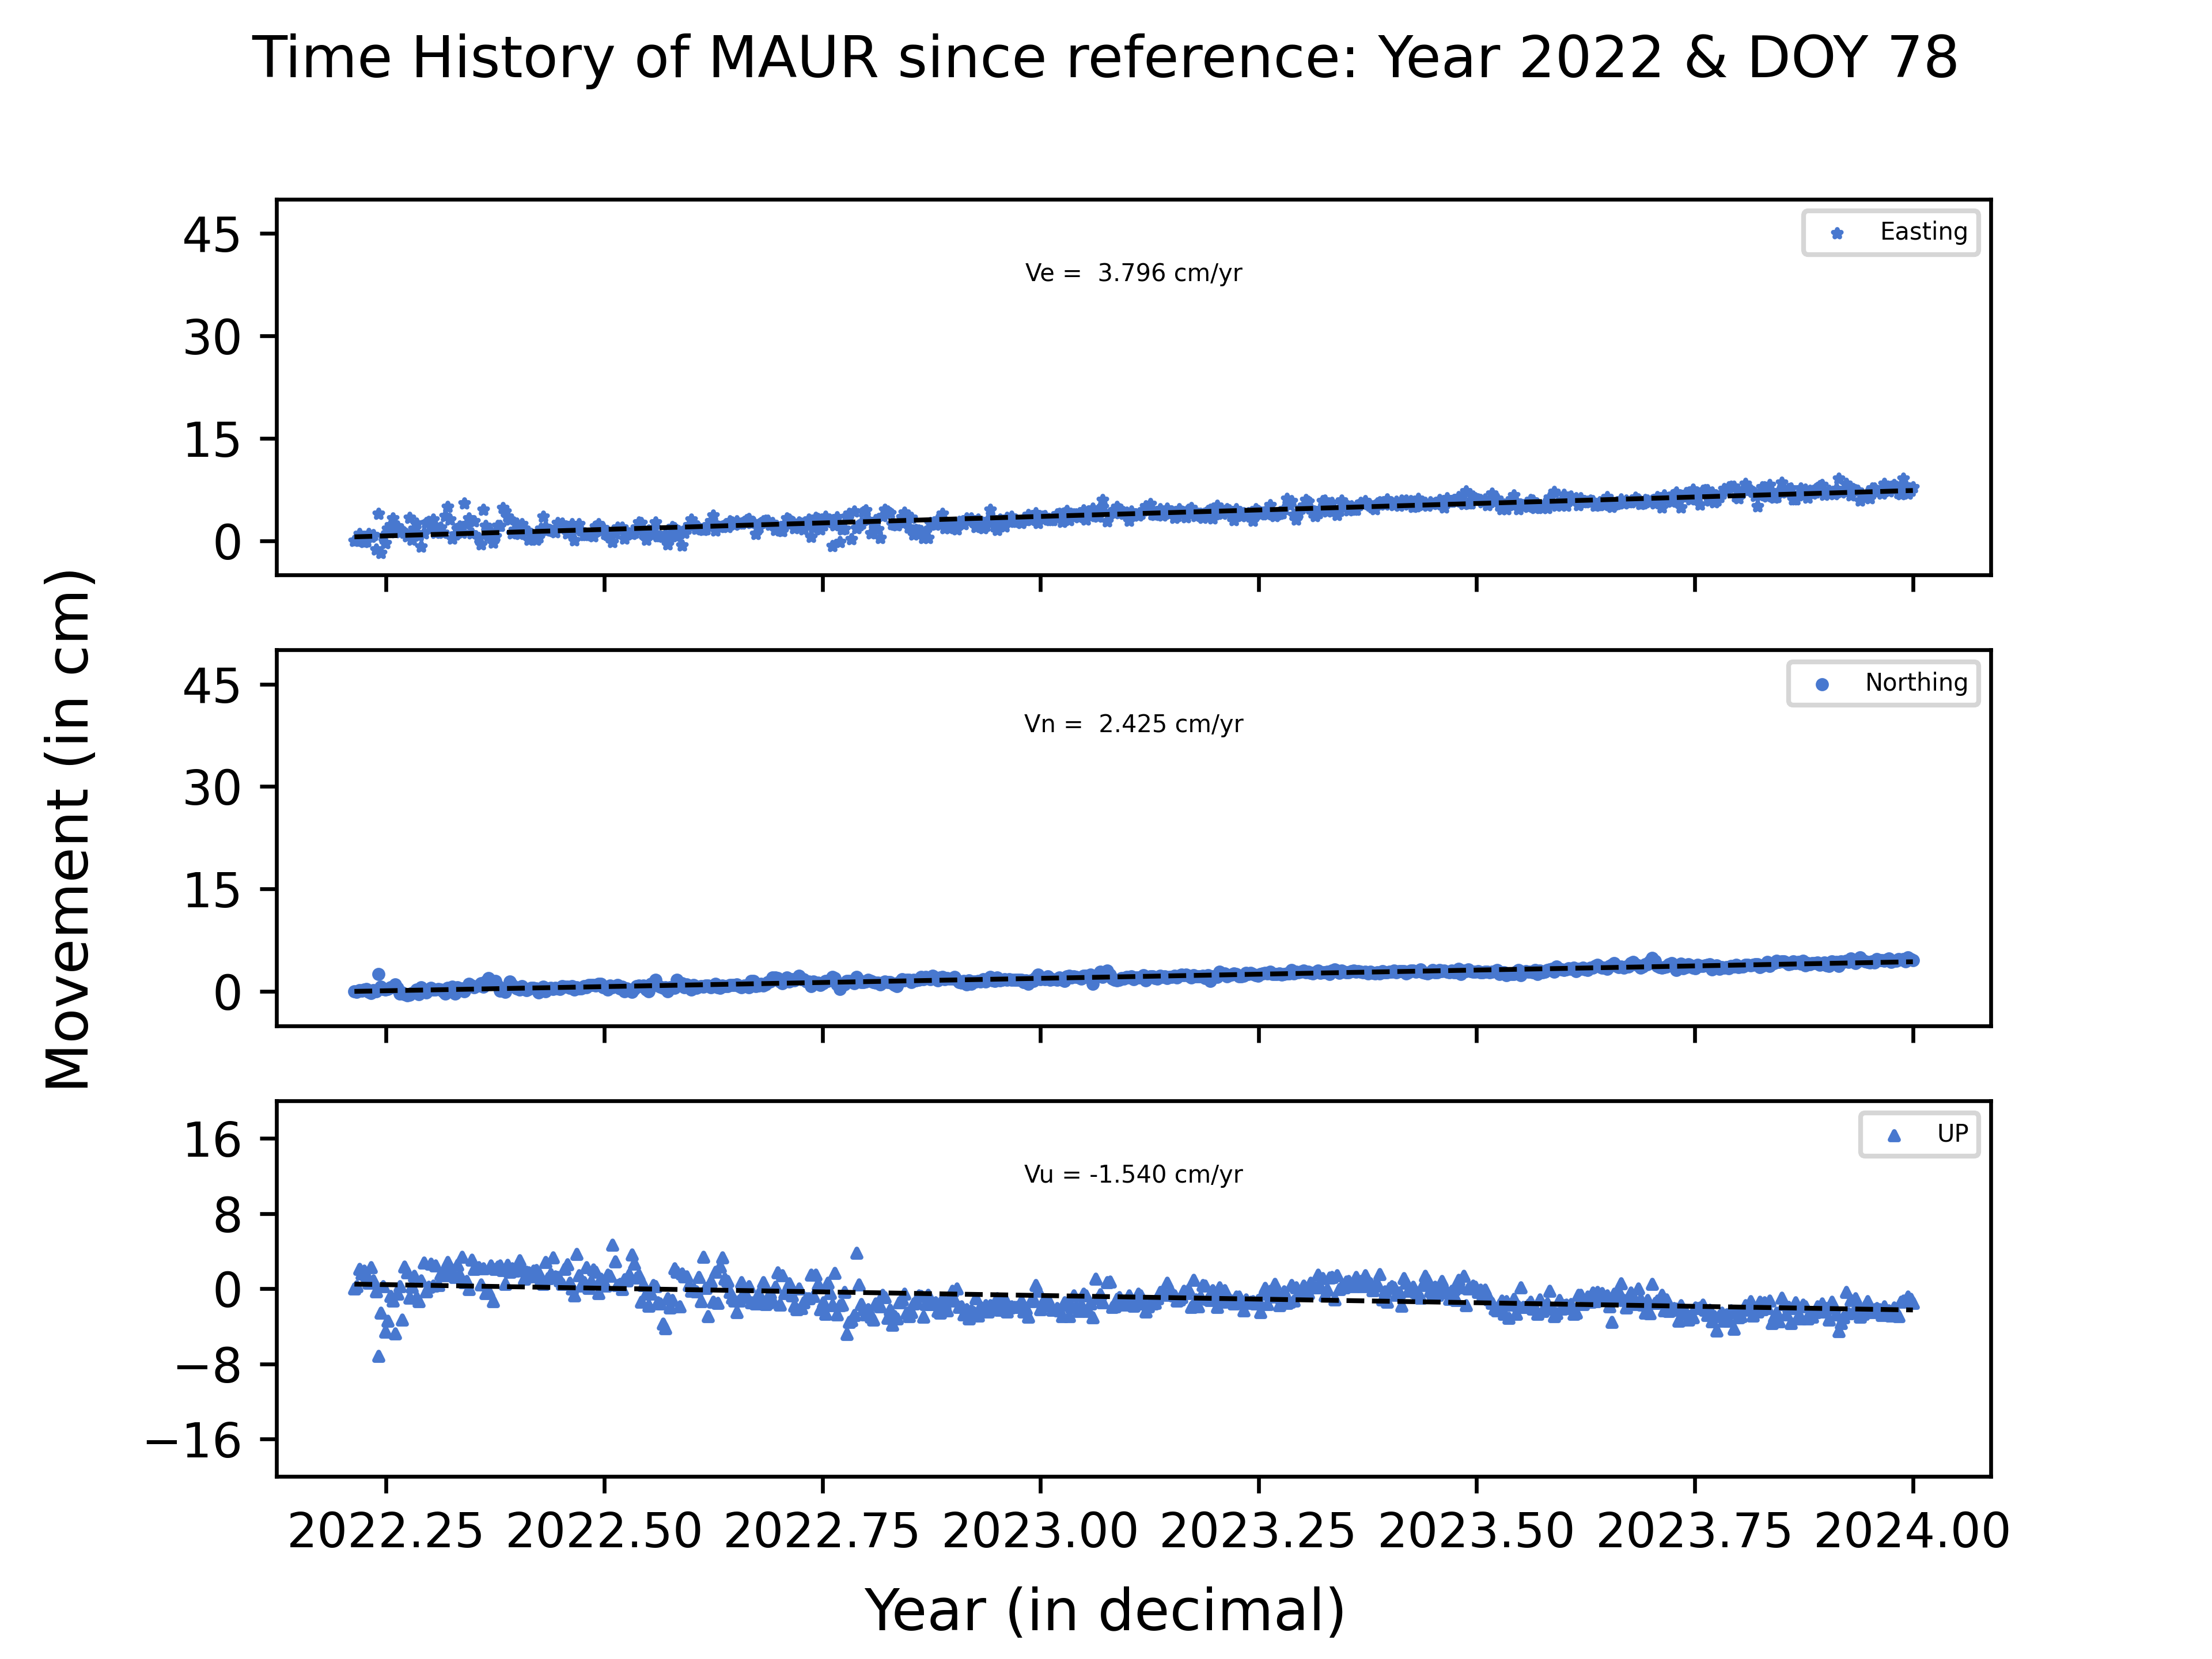 Time History of MAUR since reference: Year 2022 & DOY 78
Movement (in cm)
45
30
15
0
Easting
Ve =  3.796 cm/yr
45
30
15
0
Northing
Vn =  2.425 cm/yr
16
8
0
−8
−16
UP
Vu = -1.540 cm/yr
2022.25 2022.50 2022.75 2023.00 2023.25 2023.50 2023.75 2024.00
Year (in decimal)